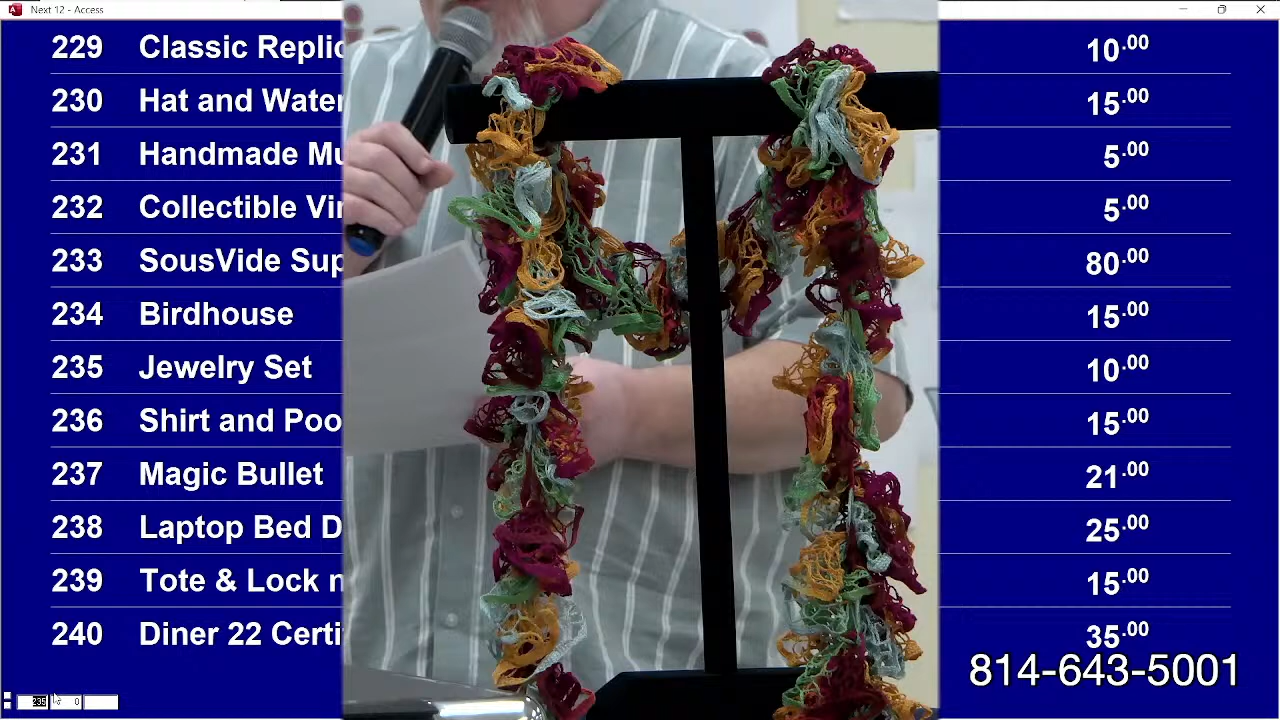 Next 12 - Access
229 Classic Replic 10.00
230 Hat and Water 15.00
231 Handmade Mu 5.00
232 Collectible Vin 5.00
233 SousVide Sup 80.00
234 Birdhouse 15.00
235 Jewelry Set 10.00
236 Shirt and Poo 15.00
237 Magic Bullet 21.00
238 Laptop Bed D 25.00
239 Tote & Lock n 15.00
240 Diner 22 Certi 35.00
814-643-5001
235 0